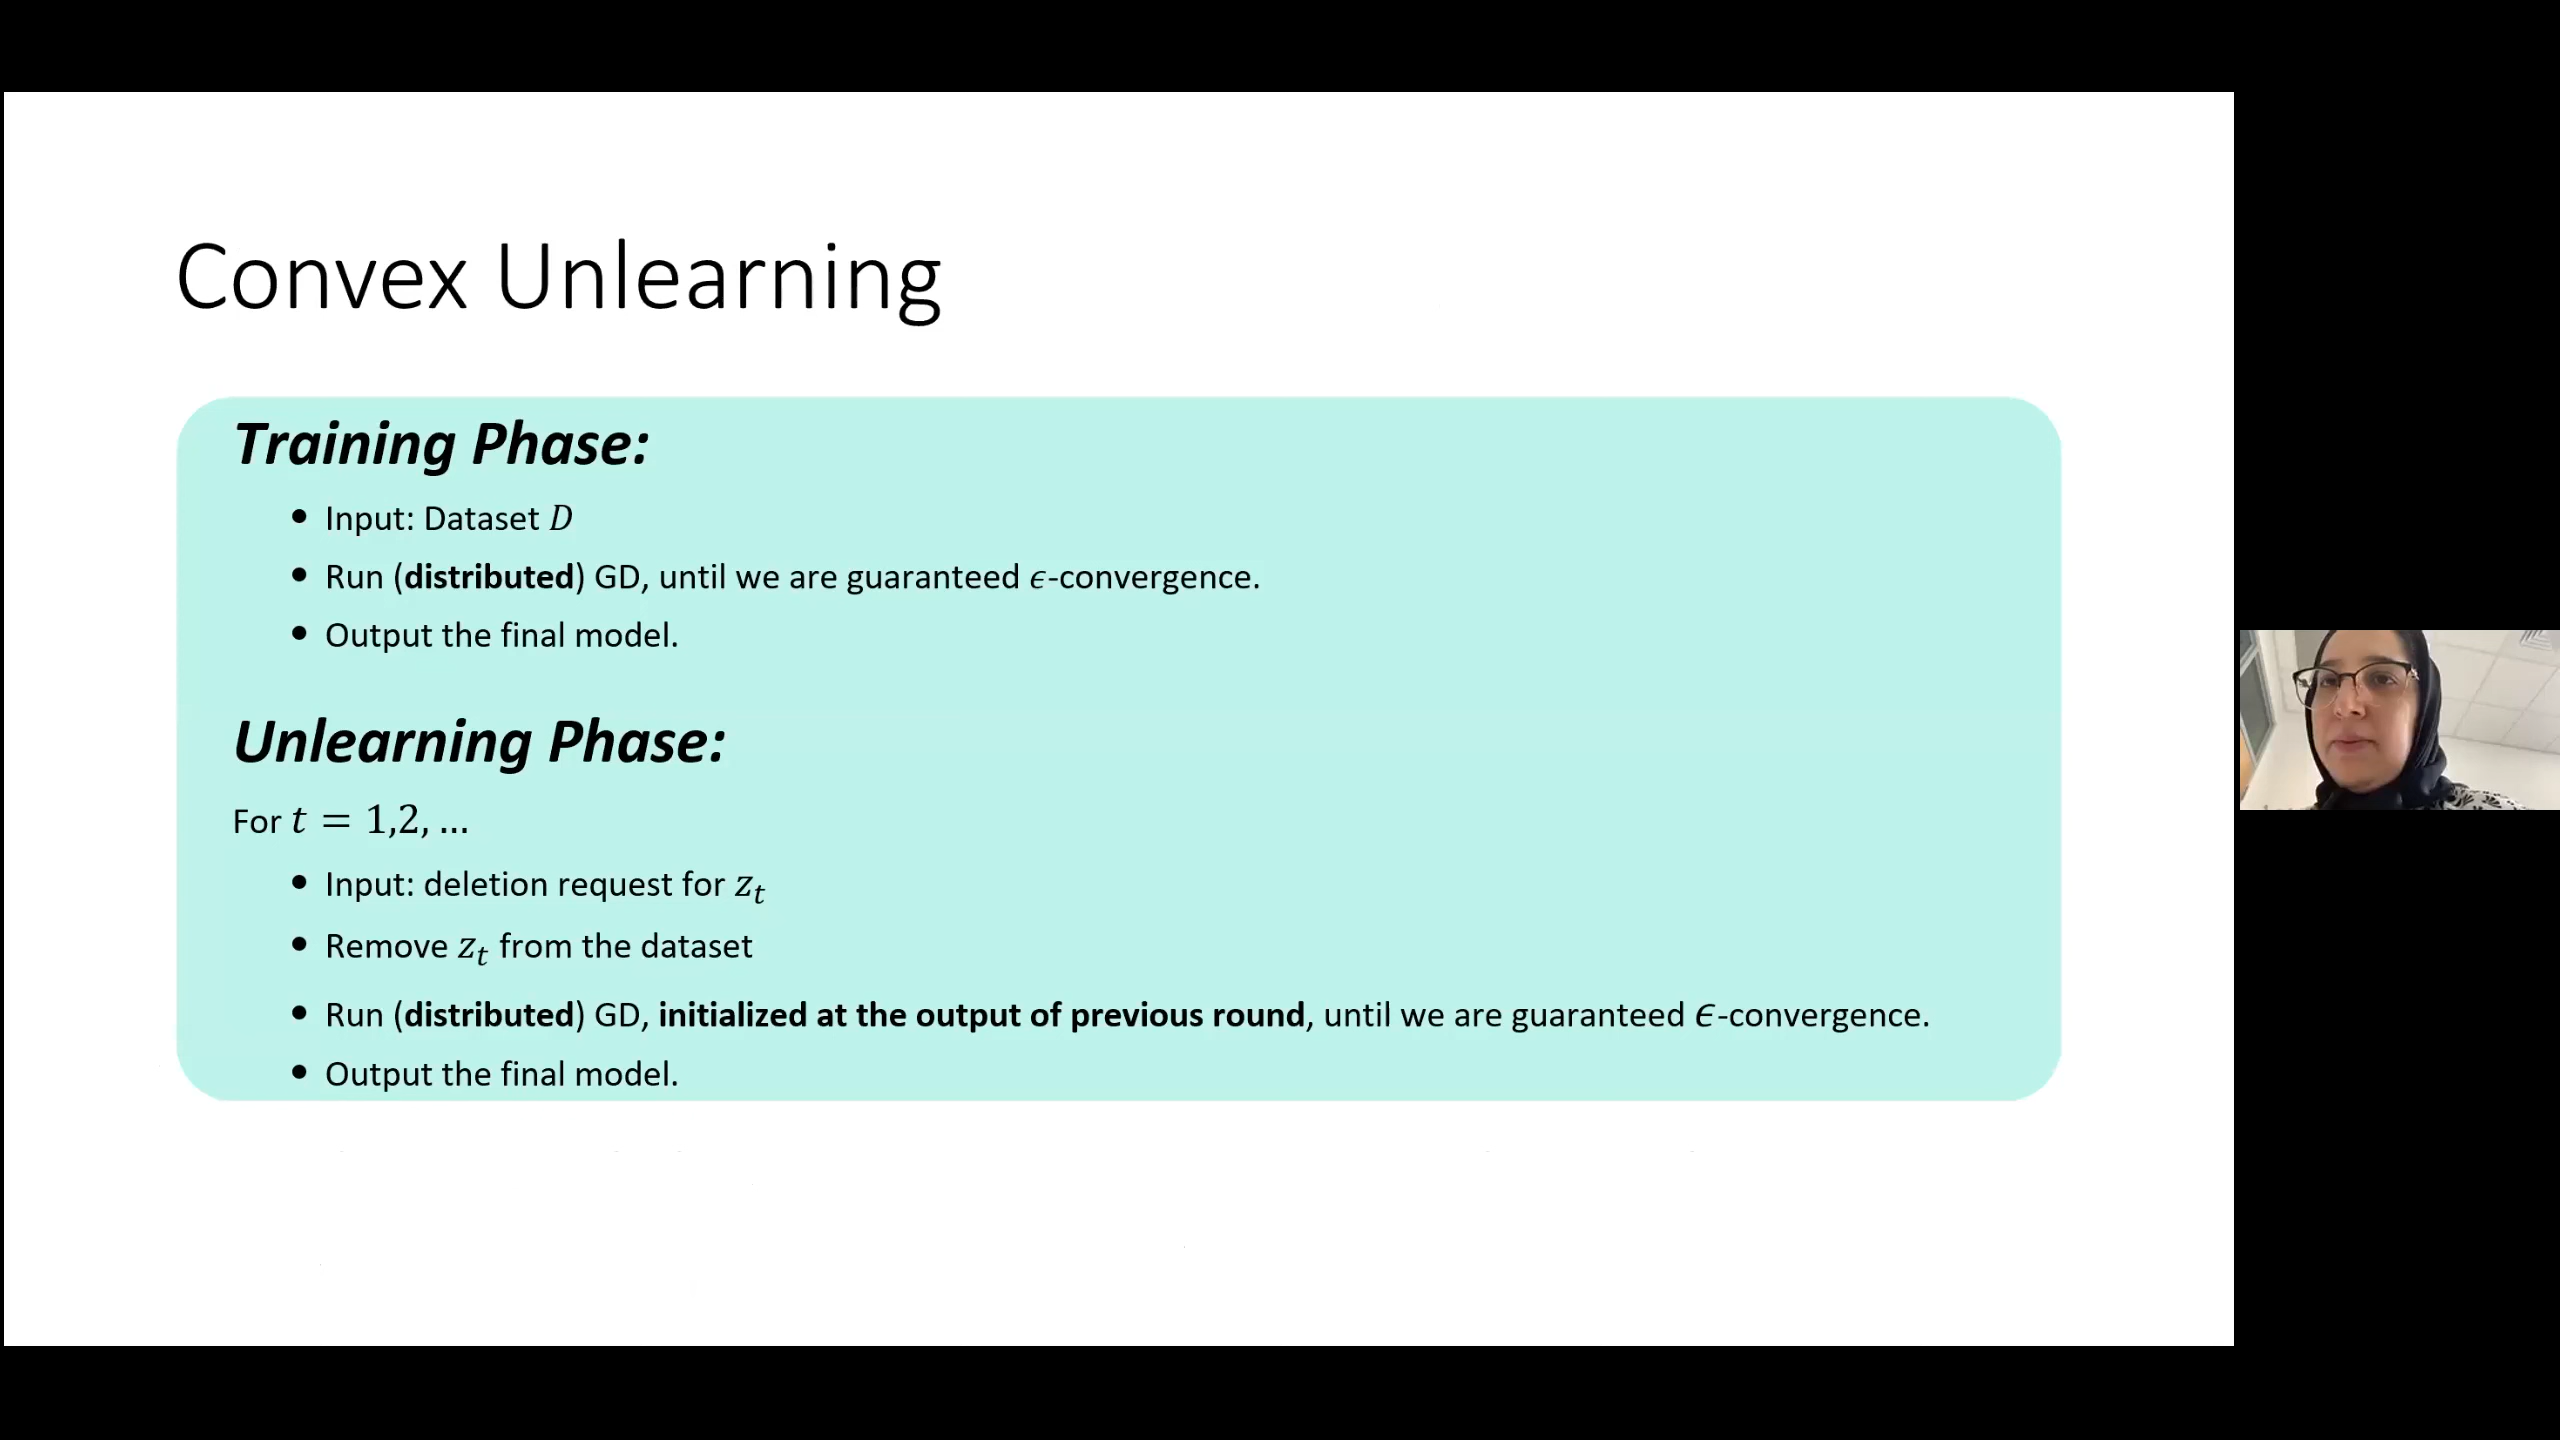 Convex Unlearning
Training Phase:
• Input: Dataset D
• Run (distributed) GD, until we are guaranteed ϵ-convergence.
• Output the final model.
Unlearning Phase:
For t = 1,2, ...
• Input: deletion request for z_t
• Remove z_t from the dataset
• Run (distributed) GD, initialized at the output of previous round, until we are guaranteed ϵ-convergence.
• Output the final model.